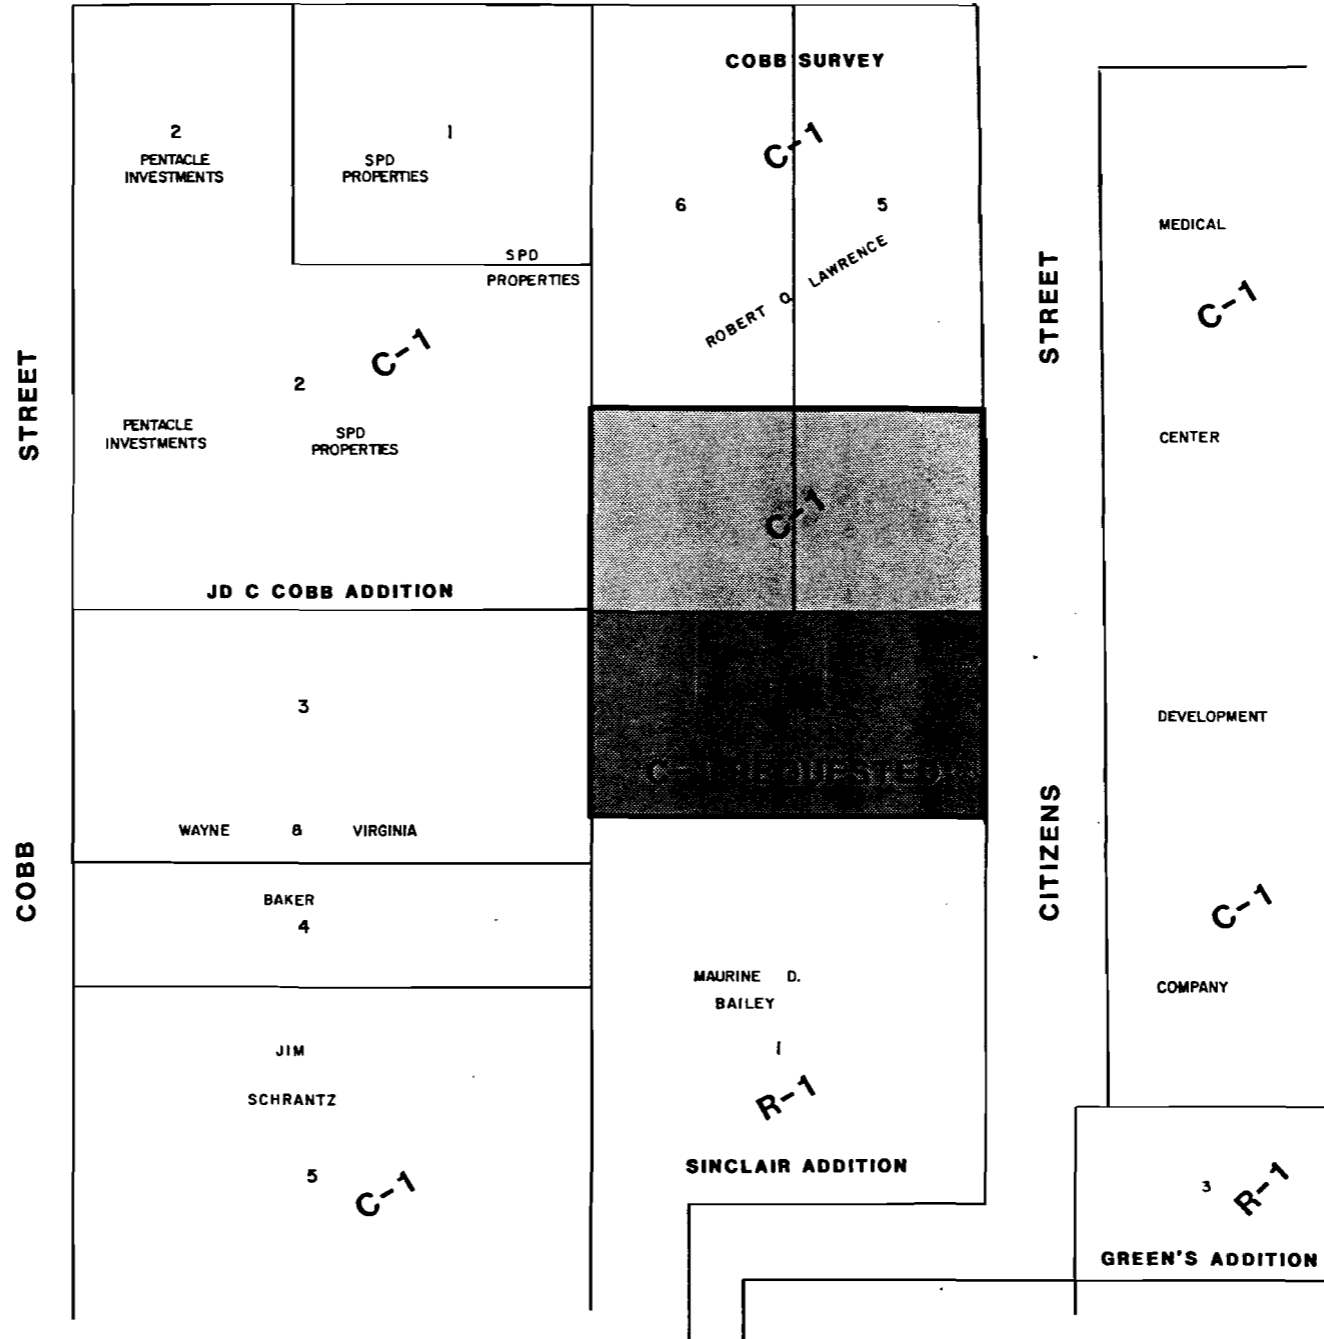 COBB SURVEY
C-1
6
5
ROBERT O. LAWRENCE
2
PENTACLE
INVESTMENTS
1
SPD
PROPERTIES
SPD
PROPERTIES
C-1
2
PENTACLE
INVESTMENTS
SPD
PROPERTIES
JD C COBB ADDITION
STREET
COBB
C-1
REQUESTED
3
WAYNE & VIRGINIA
BAKER
4
JIM
SCHRANTZ
5
C-1
MAURINE D.
BAILEY
1
R-1
SINCLAIR ADDITION
STREET
CITIZENS
MEDICAL
C-1
CENTER
DEVELOPMENT
C-1
COMPANY
3
R-1
GREEN'S ADDITION